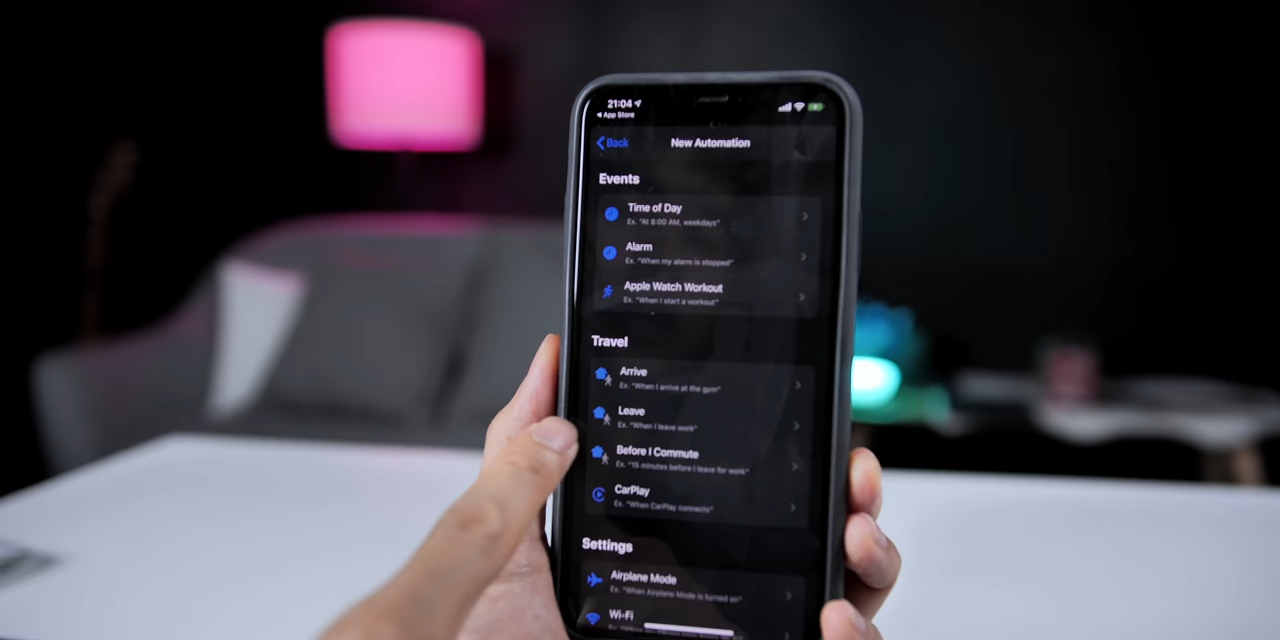 21:04
App Store
Back
New Automation
Events
Time of Day
Ex. "At 8:00 AM, weekdays"
Alarm
Ex. "When my alarm is stopped"
Apple Watch Workout
Ex. "When I start a workout"
Travel
Arrive
Ex. "When I arrive at the gym"
Leave
Ex. "When I leave work"
Before I Commute
Ex. "15 minutes before I leave for work"
CarPlay
Ex. "When CarPlay connects"
Settings
Airplane Mode
Ex. "When Airplane Mode is turned on"
Wi-Fi